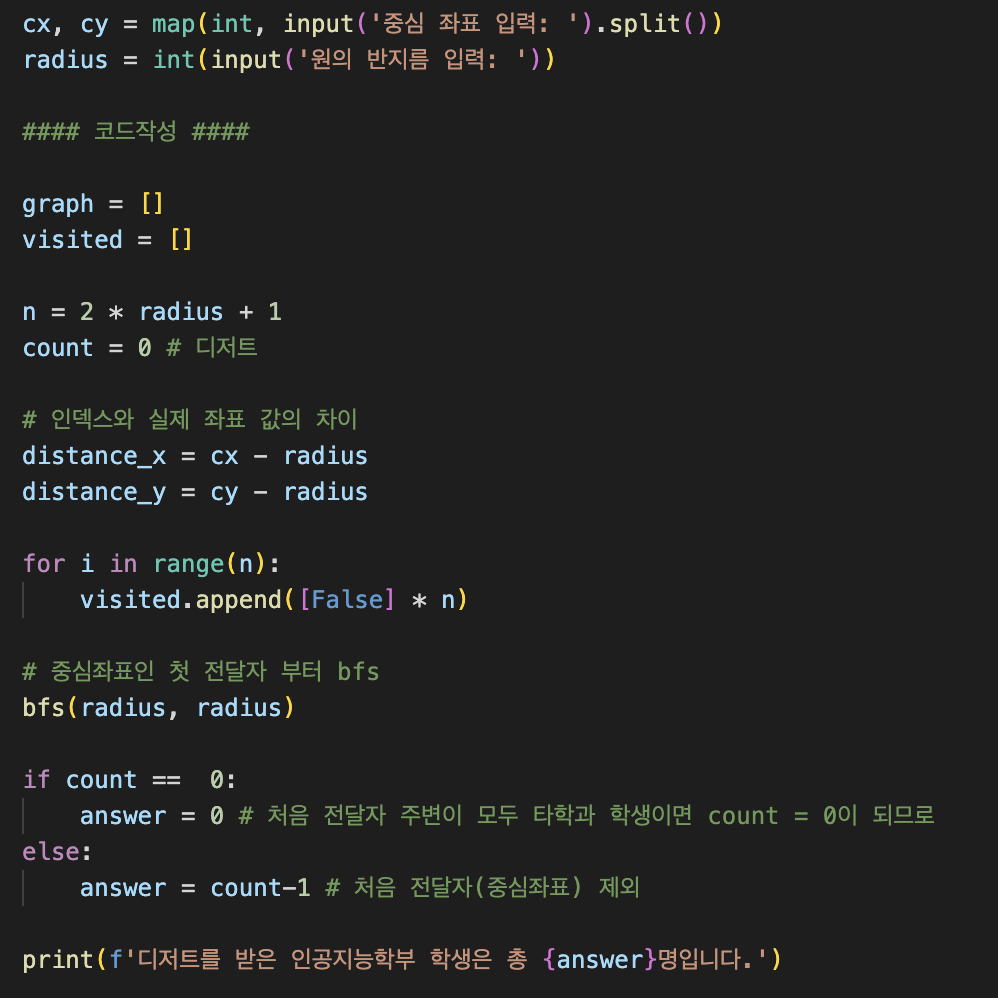 cx, cy = map(int, input('중심 좌표 입력: ').split())
radius = int(input('원의 반지름 입력: '))
#### 코드작성 ####
graph = []
visited = []
n = 2 * radius + 1
count = 0 # 디저트
# 인덱스와 실제 좌표 값의 차이
distance_x = cx - radius
distance_y = cy - radius
for i in range(n):
    visited.append([False] * n)
# 중심좌표인 첫 전달자 부터 bfs
bfs(radius, radius)
if count ==  0:
    answer = 0 # 처음 전달자 주변이 모두 타학과 학생이면 count = 0이 되므로
else:
    answer = count-1 # 처음 전달자(중심좌표) 제외
print(f'디저트를 받은 인공지능학부 학생은 총 {answer}명입니다.')